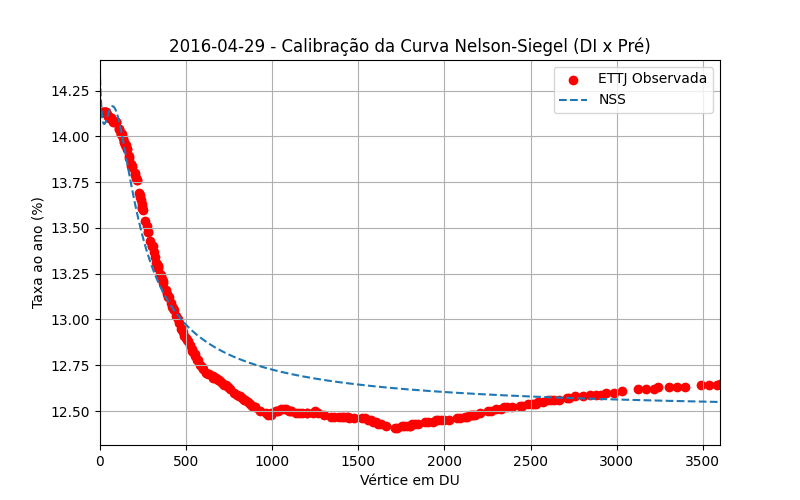 2016-04-29 - Calibração da Curva Nelson-Siegel (DI x Pré)
ETTJ Observada
NSS
Taxa ao ano (%)
14.25
14.00
13.75
13.50
13.25
13.00
12.75
12.50
0 500 1000 1500 2000 2500 3000 3500
Vértice em DU